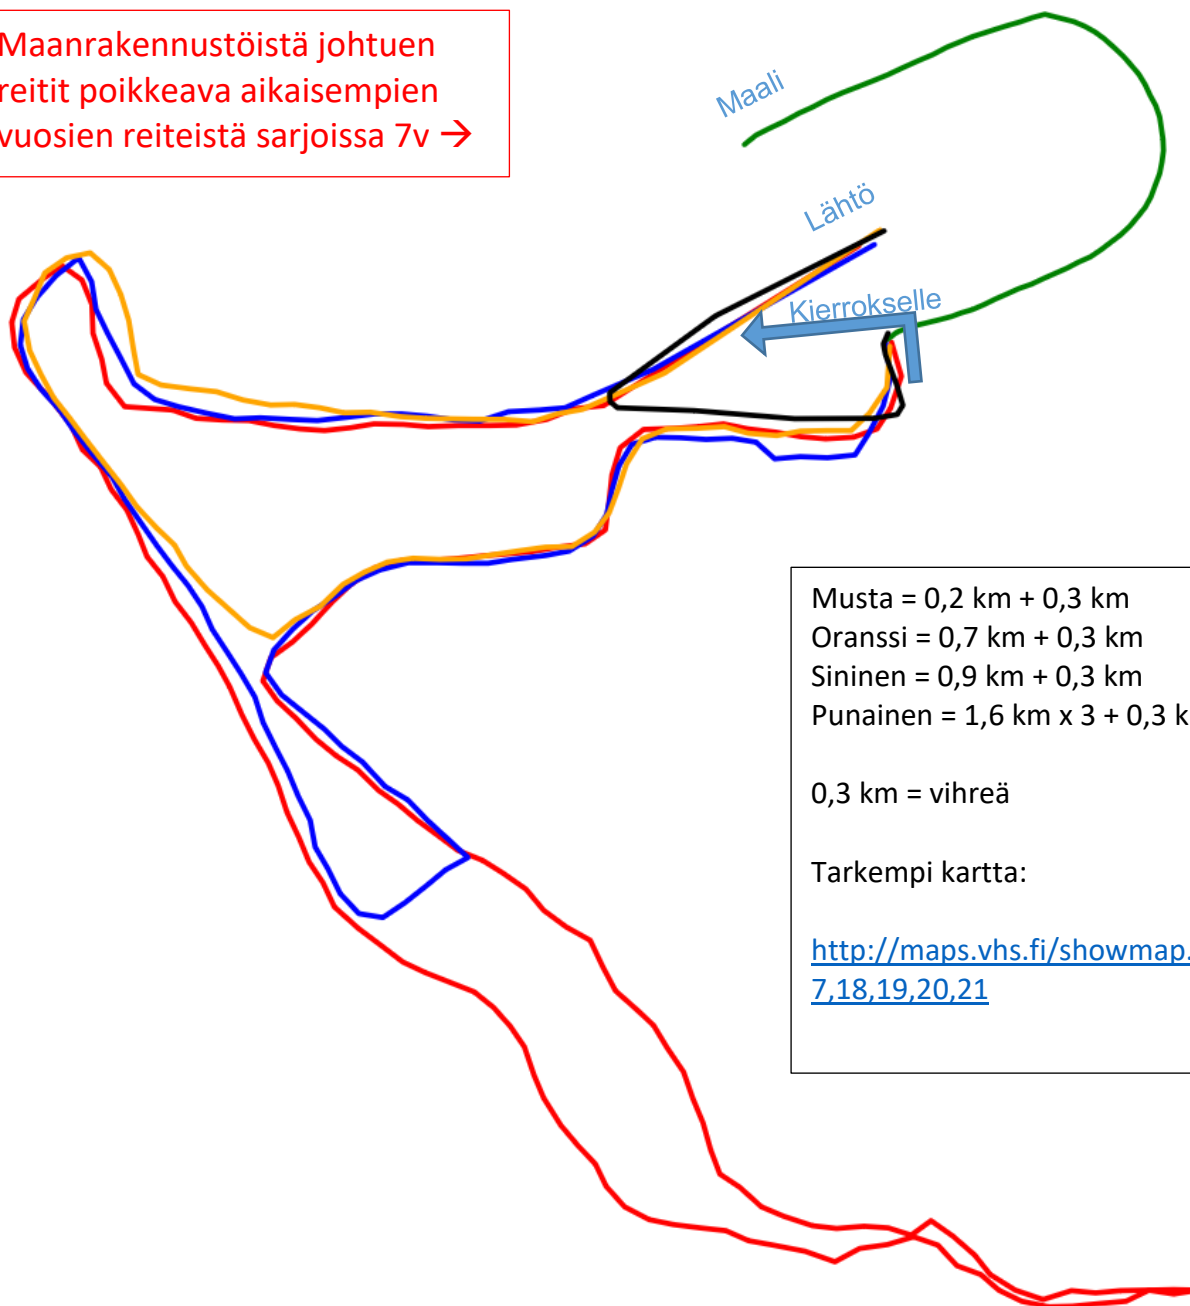 Maanrakennustöistä johtuen
reitit poikkeava aikaisempien
vuosien reiteistä sarjoissa 7v →
Maali
Lähtö
Kierrokselle
Musta = 0,2 km + 0,3 km
Oranssi = 0,7 km + 0,3 km
Sininen = 0,9 km + 0,3 km
Punainen = 1,6 km x 3 + 0,3 k
0,3 km = vihreä
Tarkempi kartta:
http://maps.vhs.fi/showmap.
7,18,19,20,21